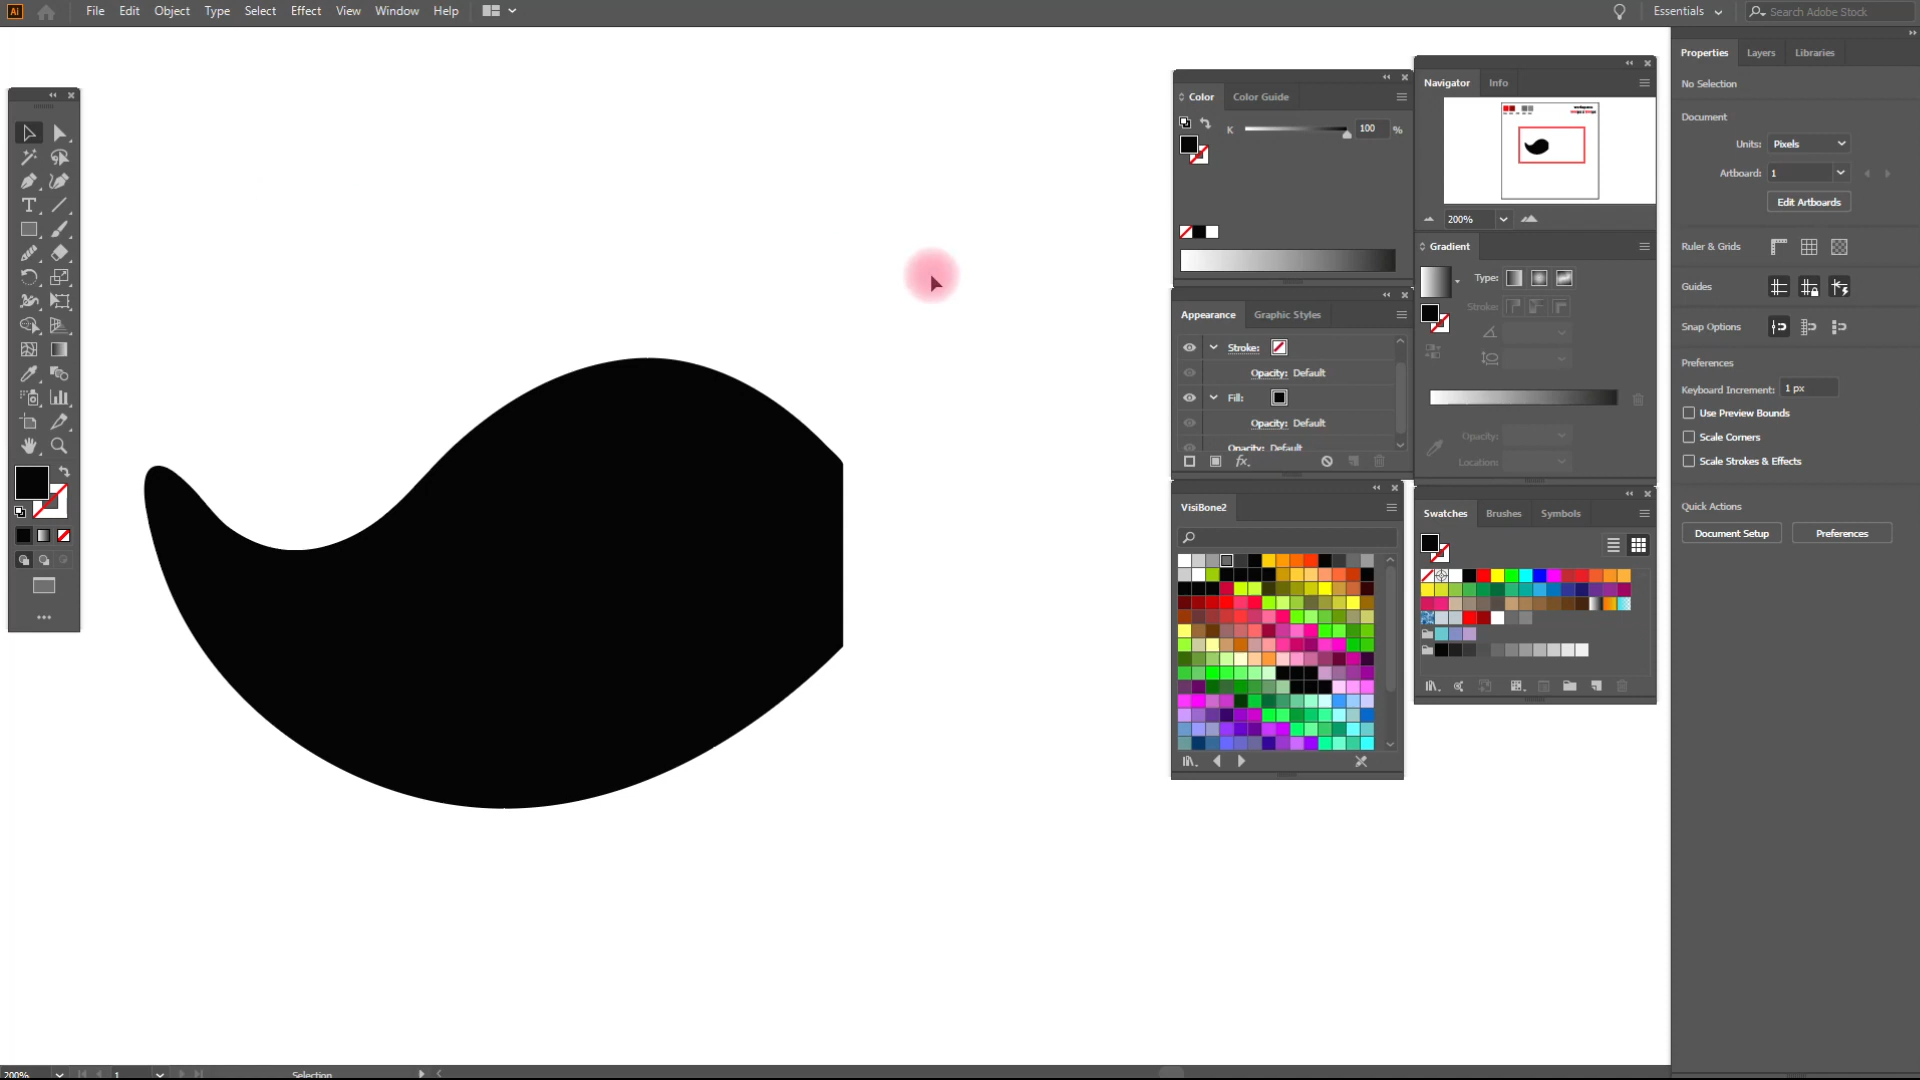 Ai File Edit Object Type Select Effect View Window Help
Essentials
Search Adobe Stock
Color Color Guide
K 100 %
Appearance Graphic Styles
Stroke:
Opacity: Default
Fill:
Opacity: Default
Opacity: Default
fx
VisiBone2
Navigator Info
200%
Gradient
Type:
Stroke:
Opacity:
Location:
Swatches Brushes Symbols
Properties Layers Libraries
No Selection
Document
Units: Pixels
Artboard: 1
Edit Artboards
Ruler & Grids
Guides
Snap Options
Preferences
Keyboard Increment: 1 px
Use Preview Bounds
Scale Corners
Scale Strokes & Effects
Quick Actions
Document Setup Preferences
200% 1 Selection